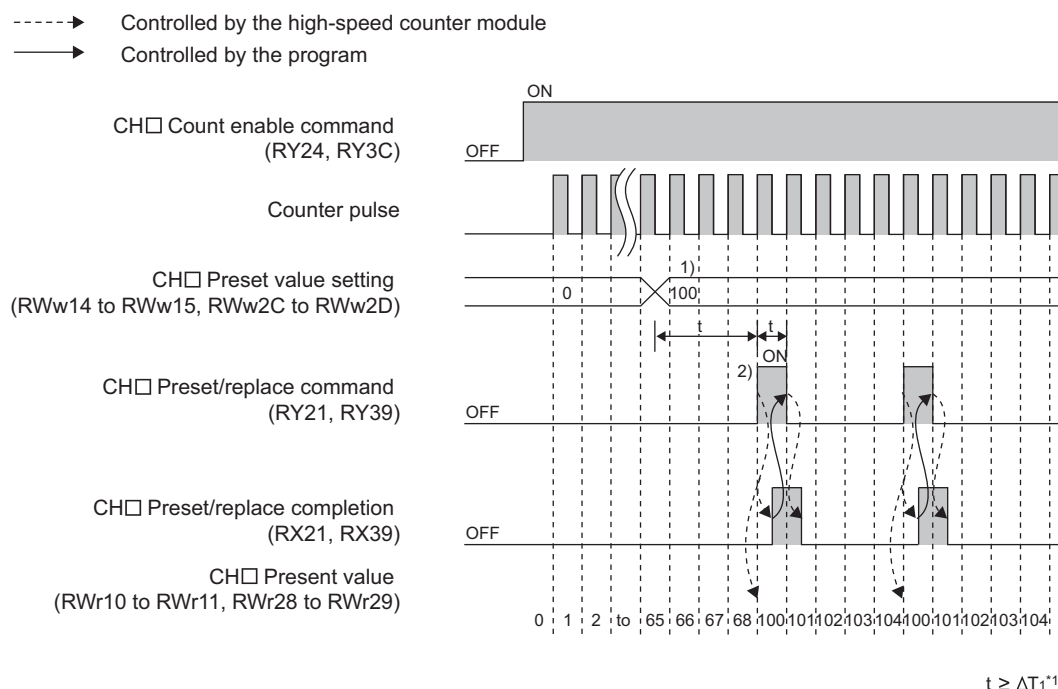 Controlled by the high-speed counter module
Controlled by the program
ON
CH□ Count enable command
(RY24, RY3C)
OFF
Counter pulse
CH□ Preset value setting
(RWw14 to RWw15, RWw2C to RWw2D)
0
1)
100
t
t
ON
2)
CH□ Preset/replace command
(RY21, RY39)
OFF
CH□ Preset/replace completion
(RX21, RX39)
OFF
CH□ Present value
(RWr10 to RWr11, RWr28 to RWr29)
0 1 2 to 65 66 67 68 100 101 102 103 104 100 101 102 103 104
t ≥ ΔT1*1